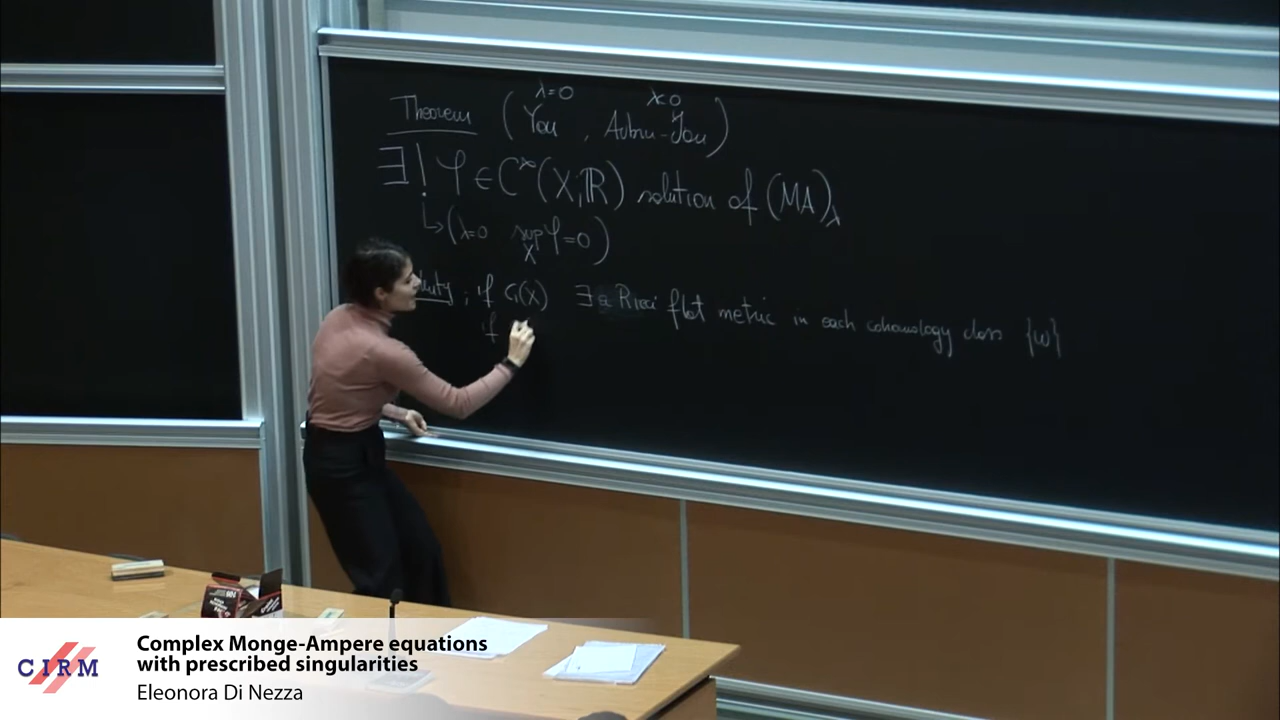 λ=0 λ<0
Theorem (Yau, Aubin-Yau)
∃! φ ∈ C^∞(X,ℝ) solution of (MA)_λ
↳(λ=0 sup_X φ=0)
; if C₁(X) ∃ a Ricci flat metric in each cohomology class {ω}
if
CIRM
Complex Monge-Ampere equations
with prescribed singularities
Eleonora Di Nezza